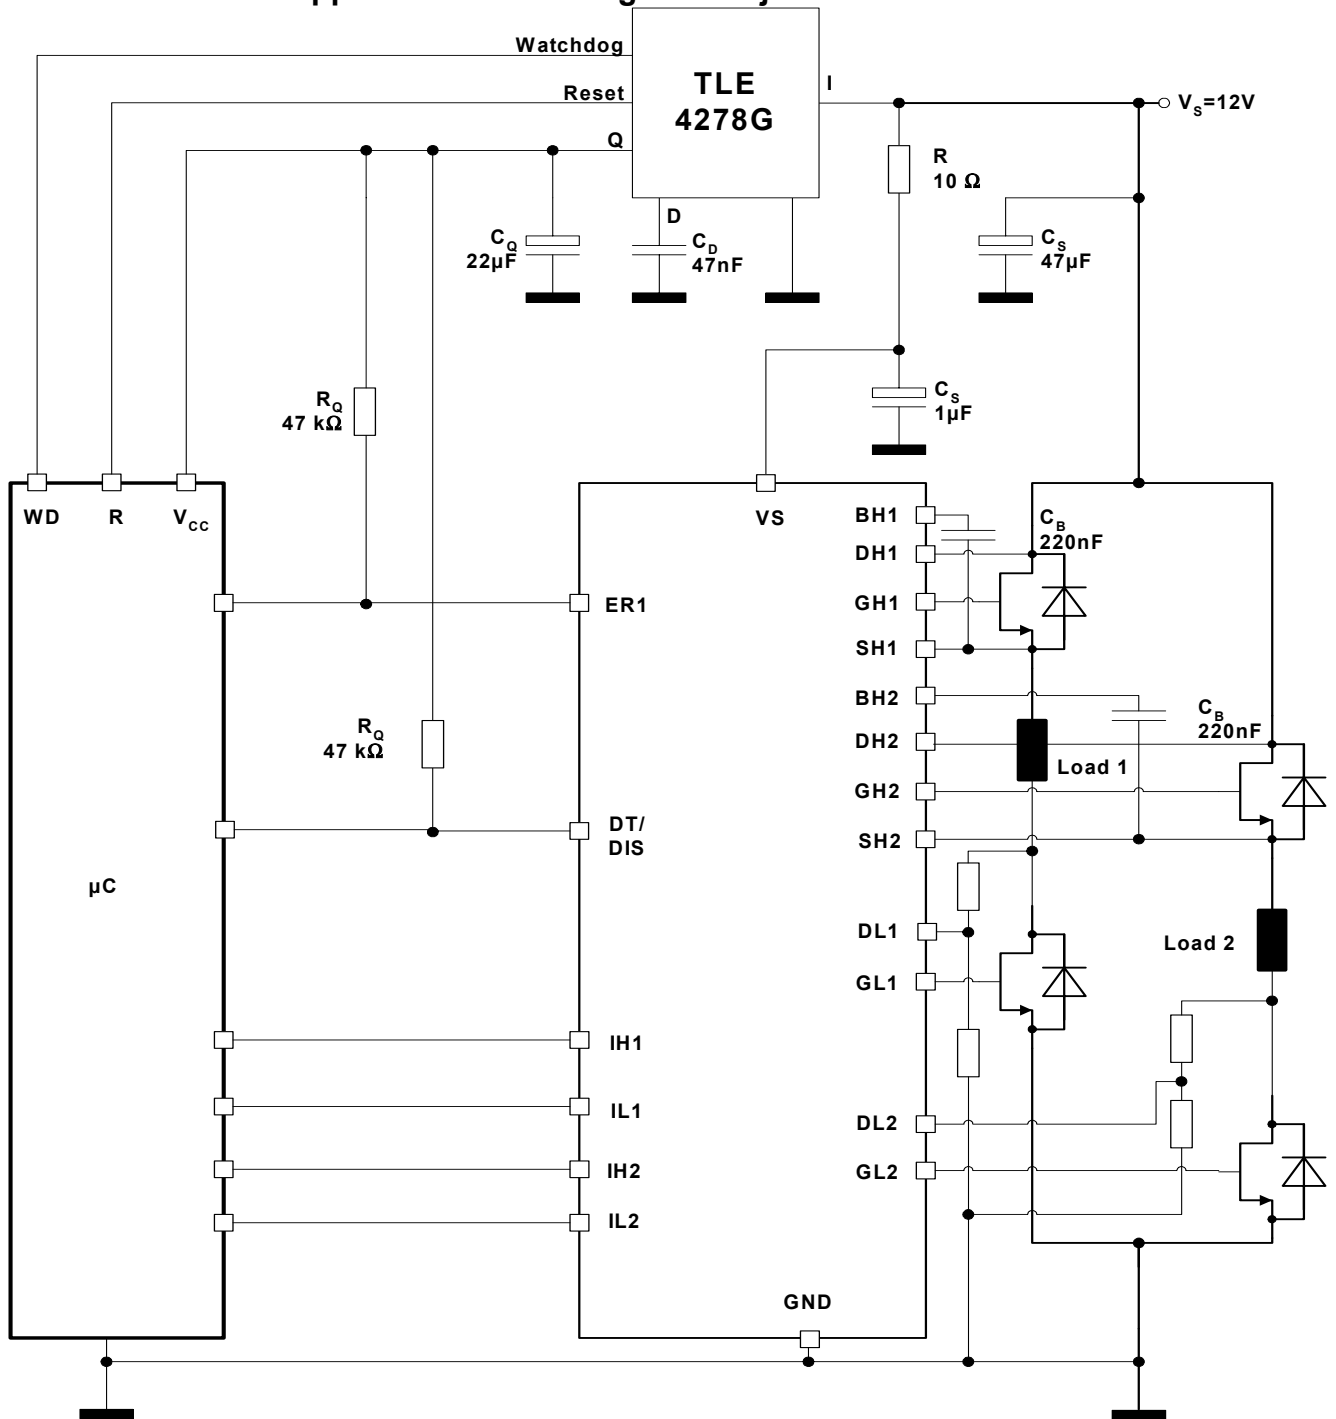 Watchdog
TLE
4278G
I
Reset
V_S=12V
Q
R
10 Ω
D
C_Q
22µF
C_D
47nF
C_S
47µF
R_Q
47 kΩ
C_S
1µF
WD
R
V_CC
VS
BH1
C_B
220nF
DH1
ER1
GH1
SH1
BH2
C_B
220nF
R_Q
47 kΩ
DH2
Load 1
GH2
DT/
DIS
SH2
µC
DL1
Load 2
GL1
IH1
IL1
DL2
IH2
GL2
IL2
GND